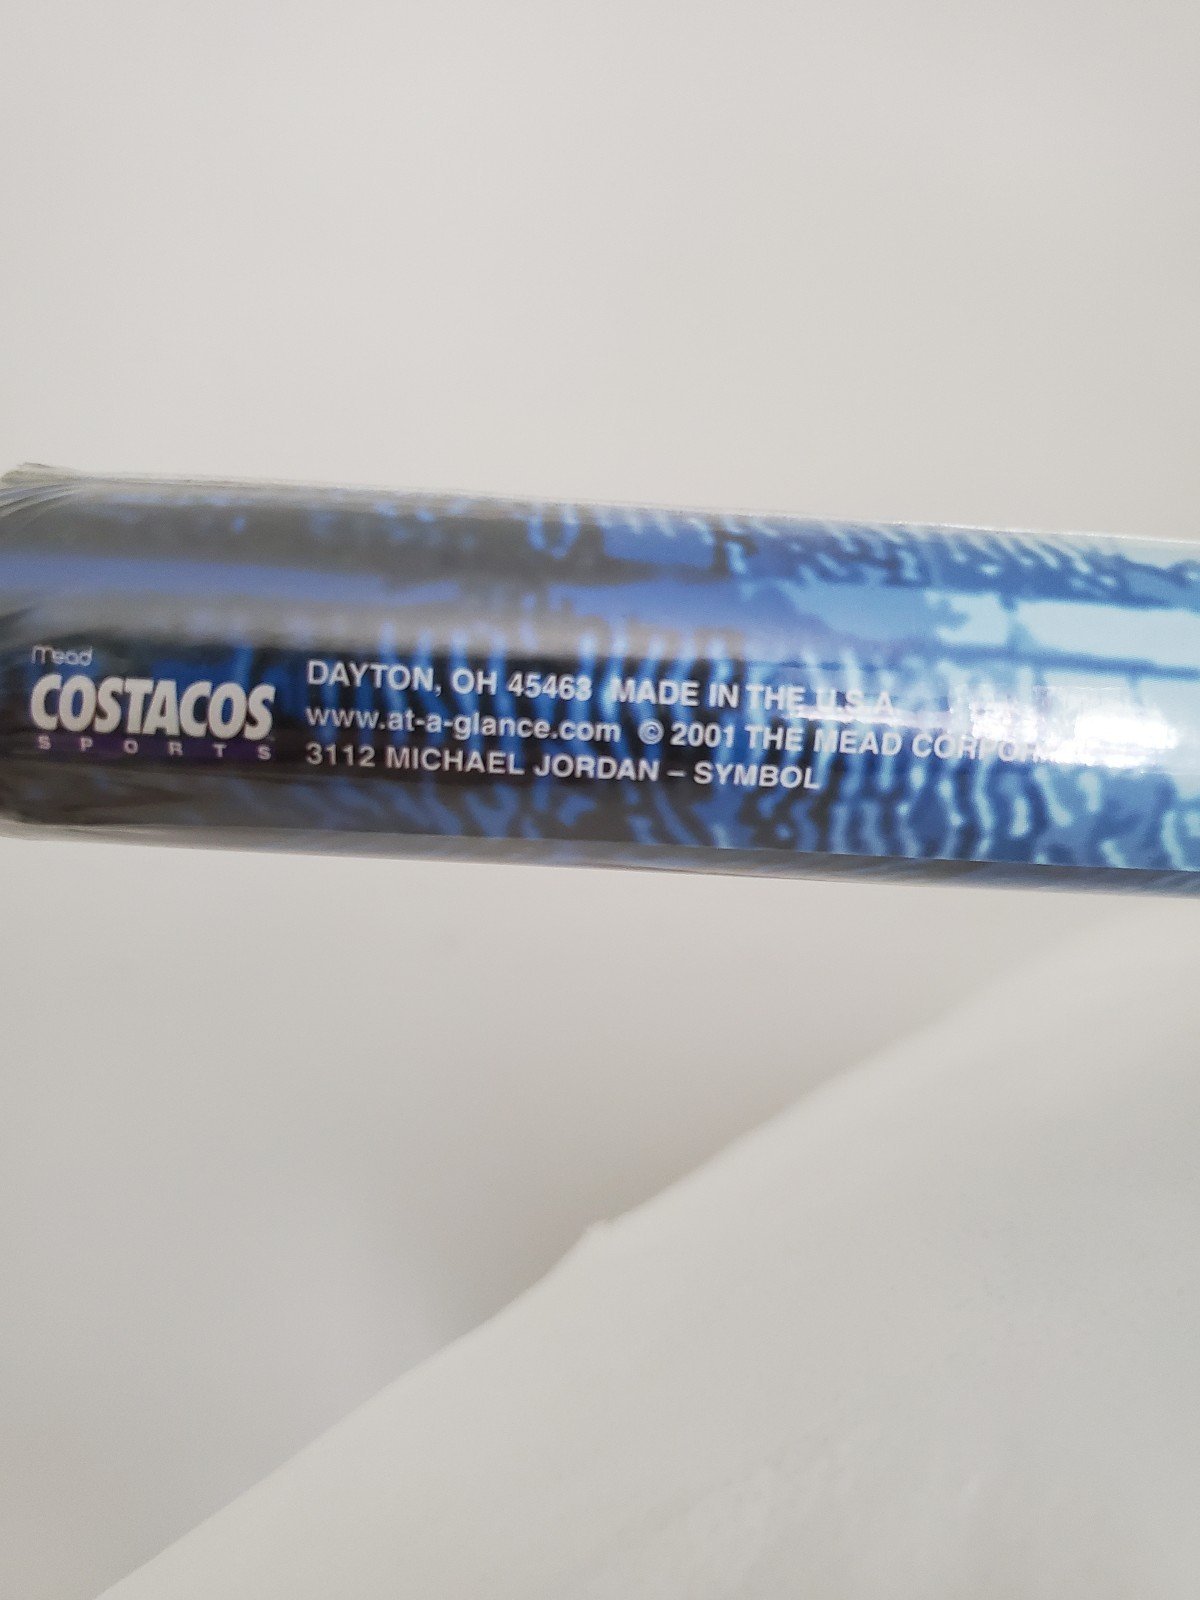 Mead
COSTACOS
SPORTS
DAYTON, OH 45463 MADE IN THE U.S.A.
www.at-a-glance.com © 2001 THE MEAD
3112 MICHAEL JORDAN – SYMBOL